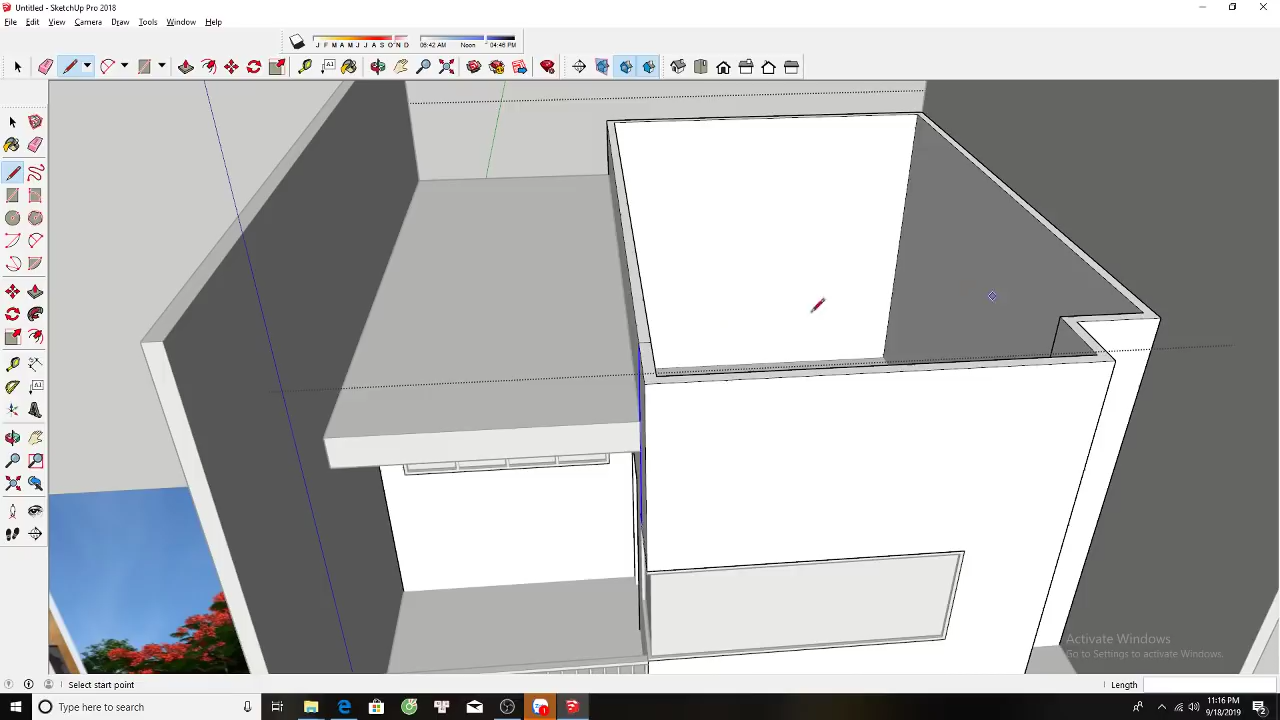 Untitled - SketchUp Pro 2018
File Edit View Camera Draw Tools Window Help
J F M A M J J A S O N D
06:42 AM Noon 04:46 PM
Activate Windows
Go to Settings to activate Windows.
Select start point
Length
Type here to search
11:16 PM
9/18/2019